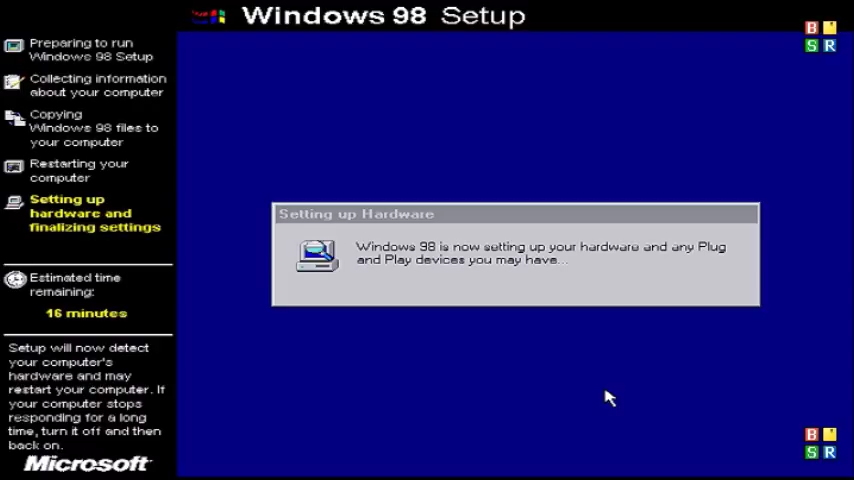 Windows 98 Setup
Preparing to run
Windows 98 Setup
Collecting information
about your computer
Copying
Windows 98 files to
your computer
Restarting your
computer
Setting up
hardware and
finalizing settings
Estimated time
remaining:
16 minutes
Setup will now detect
your computer's
hardware and may
restart your computer. If
your computer stops
responding for a long
time, turn it off and then
back on.
Microsoft
Setting up Hardware
Windows 98 is now setting up your hardware and any Plug
and Play devices you may have...
B
S R
B
S R